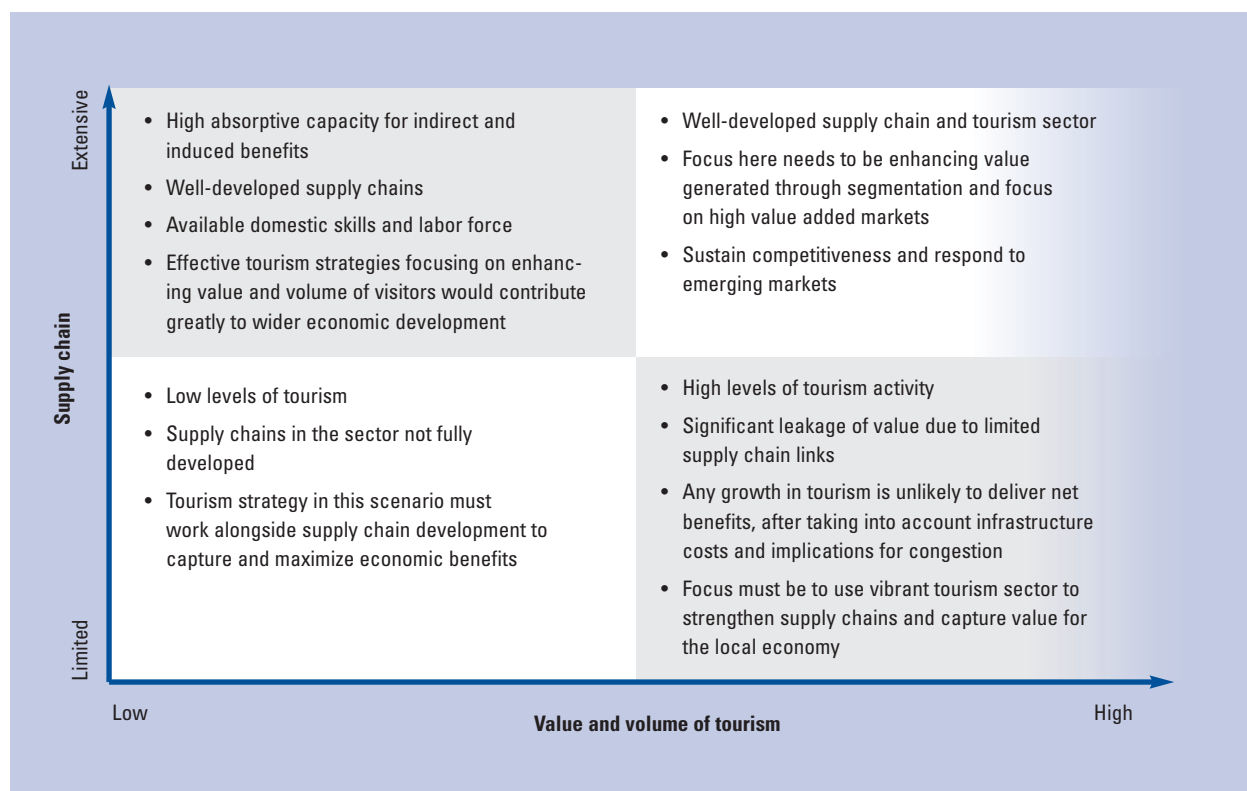 Extensive
Supply chain
Limited
• High absorptive capacity for indirect and
induced benefits
• Well-developed supply chains
• Available domestic skills and labor force
• Effective tourism strategies focusing on enhanc-
ing value and volume of visitors would contribute
greatly to wider economic development
• Well-developed supply chain and tourism sector
• Focus here needs to be enhancing value
generated through segmentation and focus
on high value added markets
• Sustain competitiveness and respond to
emerging markets
• Low levels of tourism
• Supply chains in the sector not fully
developed
• Tourism strategy in this scenario must
work alongside supply chain development to
capture and maximize economic benefits
• High levels of tourism activity
• Significant leakage of value due to limited
supply chain links
• Any growth in tourism is unlikely to deliver net
benefits, after taking into account infrastructure
costs and implications for congestion
• Focus must be to use vibrant tourism sector to
strengthen supply chains and capture value for
the local economy
Low
Value and volume of tourism
High